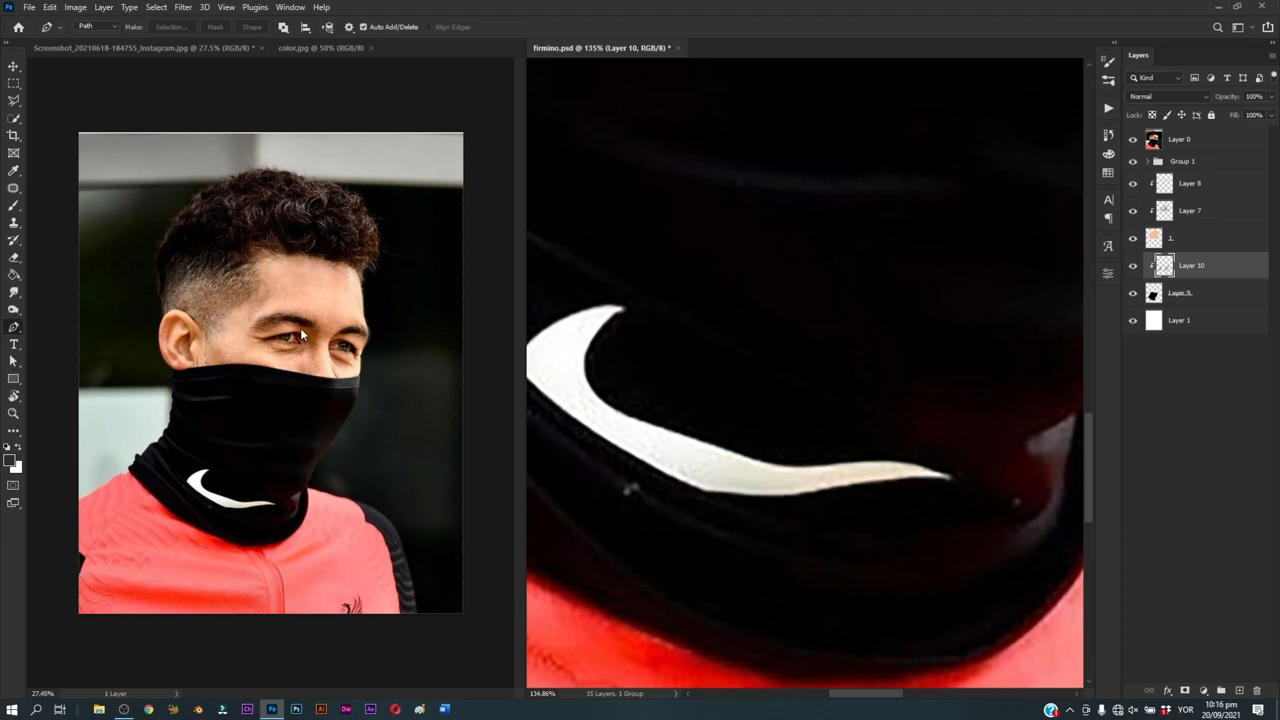 File Edit Image Layer Type Select Filter 3D View Plugins Window Help
Path Make: Selection... Mask Shape Auto Add/Delete Align Edges
Screenshot_20210618-184755_Instagram.jpg @ 27.5% (RGB/8) * × color.jpg @ 50% (RGB/8) × firmino.psd @ 135% (Layer 10, RGB/8) * ×
Layers
Kind
Normal Opacity: 100%
Lock: Fill: 100%
Layer 0
Group 1
Layer 8
Layer 7
Layer 10
Layer 9
Layer 1
27.45% 1 Layer 134.86% 15 Layers, 1 Group
YOR 10:16 pm
20/09/2021